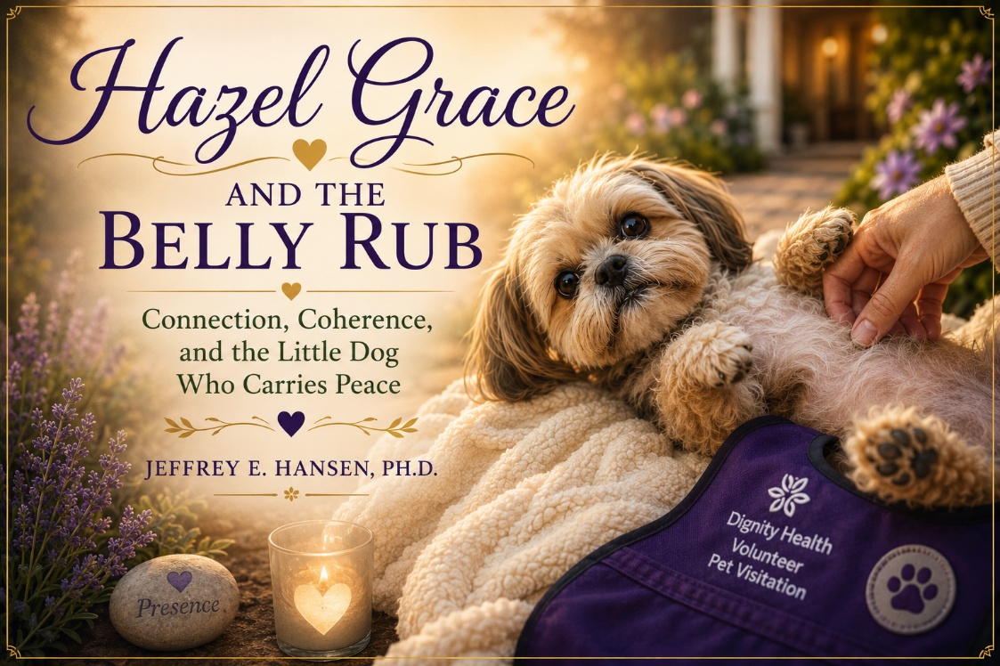 Hazel Grace
AND THE
BELLY RUB
Connection, Coherence,
and the Little Dog
Who Carries Peace
JEFFREY E. HANSEN, PH.D.
Presence
Dignity Health
Volunteer
Pet Visitation